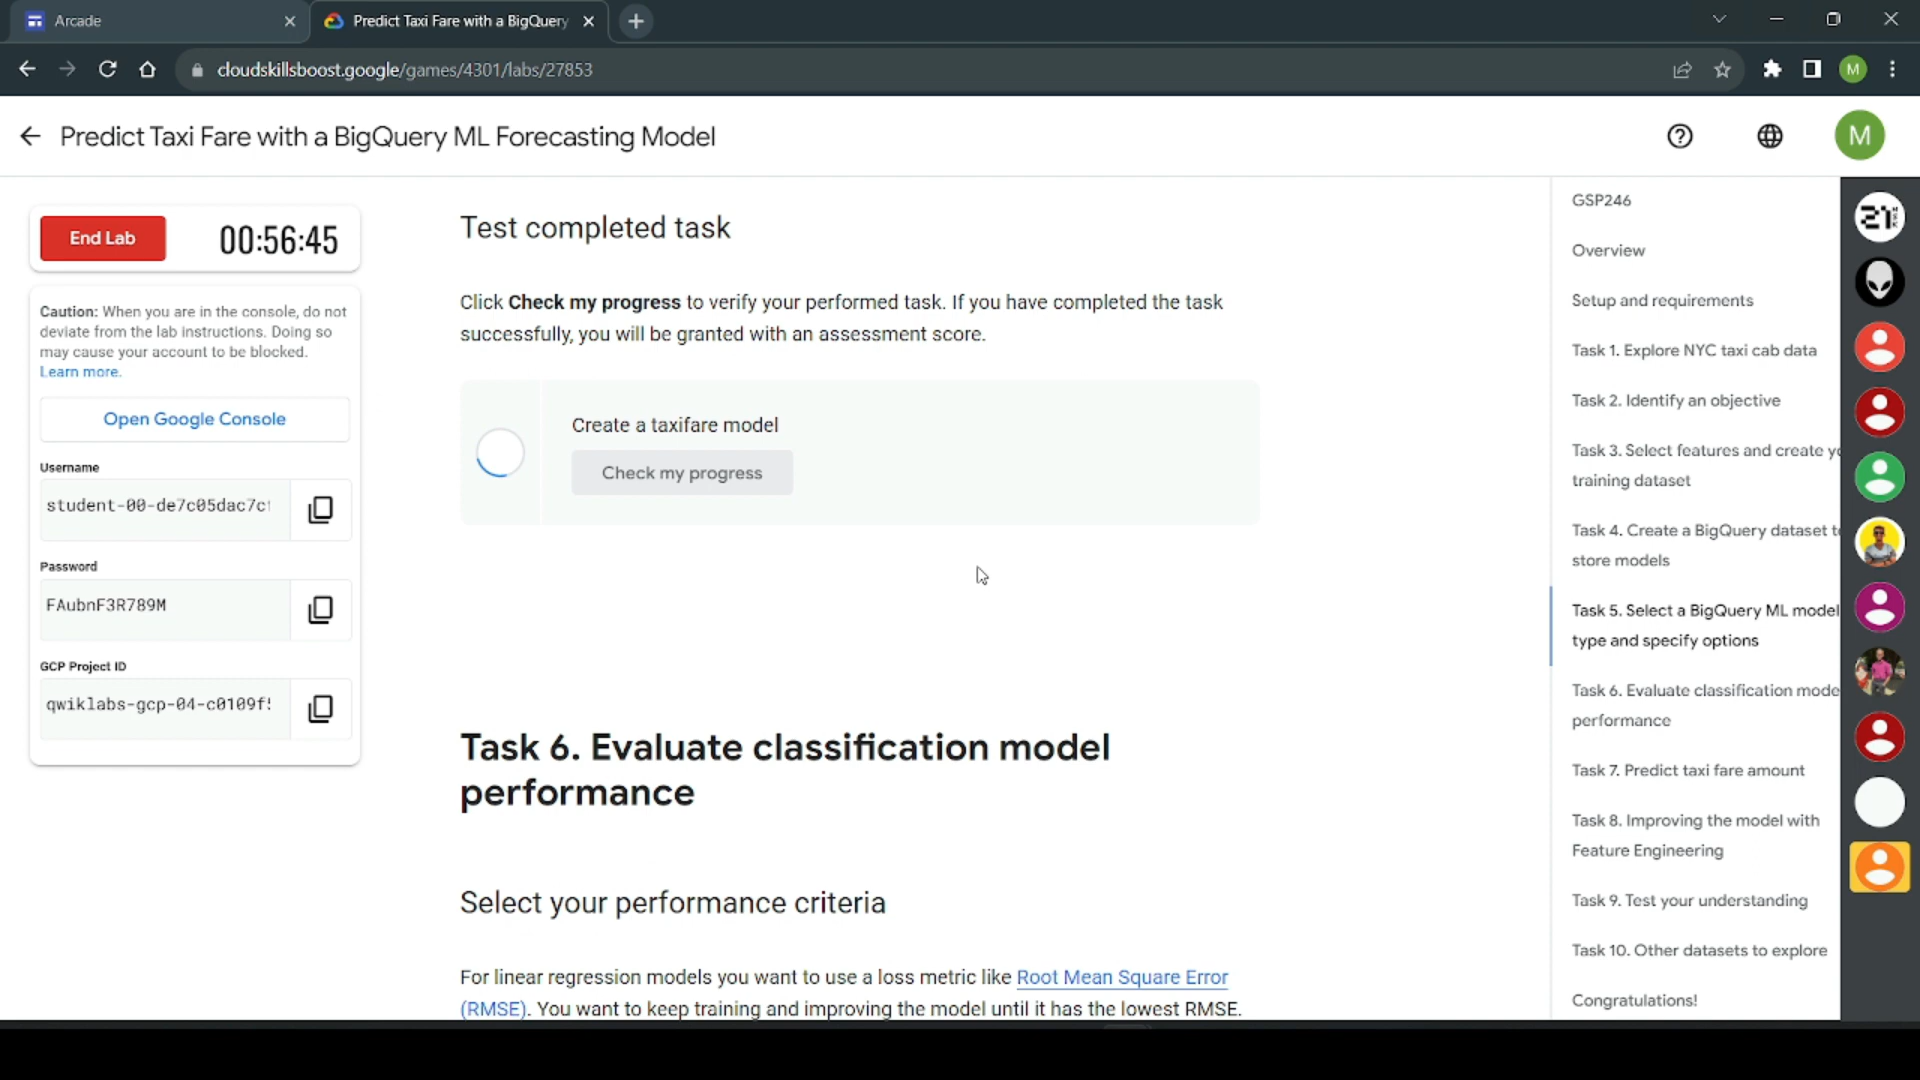 Arcade
Predict Taxi Fare with a BigQuery
cloudskillsboost.google/games/4301/labs/27853
M
Predict Taxi Fare with a BigQuery ML Forecasting Model
M
End Lab
00:56:45
Caution: When you are in the console, do not
deviate from the lab instructions. Doing so
may cause your account to be blocked.
Learn more.
Open Google Console
Username
student-00-de7c05dac7c
Password
FAubnF3R789M
GCP Project ID
qwiklabs-gcp-04-c0109f
Test completed task
Click Check my progress to verify your performed task. If you have completed the task
successfully, you will be granted with an assessment score.
Create a taxifare model
Check my progress
Task 6. Evaluate classification model
performance
Select your performance criteria
For linear regression models you want to use a loss metric like Root Mean Square Error
(RMSE). You want to keep training and improving the model until it has the lowest RMSE.
GSP246
Overview
Setup and requirements
Task 1. Explore NYC taxi cab data
Task 2. Identify an objective
Task 3. Select features and create yo
training dataset
Task 4. Create a BigQuery dataset t
store models
Task 5. Select a BigQuery ML model
type and specify options
Task 6. Evaluate classification mode
performance
Task 7. Predict taxi fare amount
Task 8. Improving the model with
Feature Engineering
Task 9. Test your understanding
Task 10. Other datasets to explore
Congratulations!
21